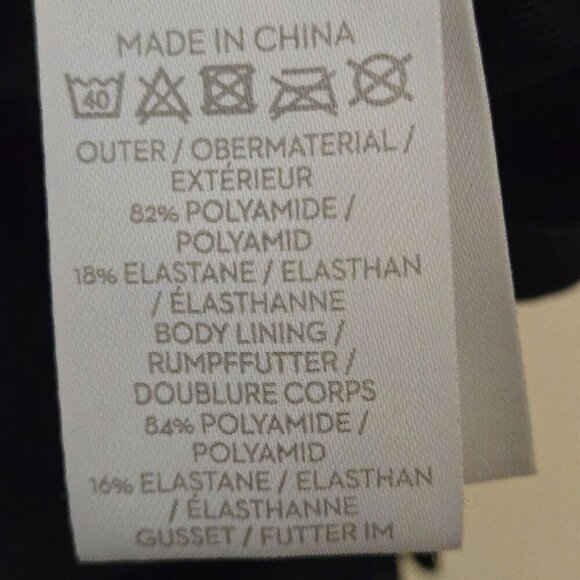 MADE IN CHINA
40
OUTER / OBERMATERIAL /
EXTÉRIEUR
82% POLYAMIDE /
POLYAMID
18% ELASTANE / ELASTHAN
/ ÉLASTHANNE
BODY LINING /
RUMPFFUTTER /
DOUBLURE CORPS
84% POLYAMIDE /
POLYAMID
16% ELASTANE / ELASTHAN
/ ÉLASTHANNE
GUSSET / FUTTER IM